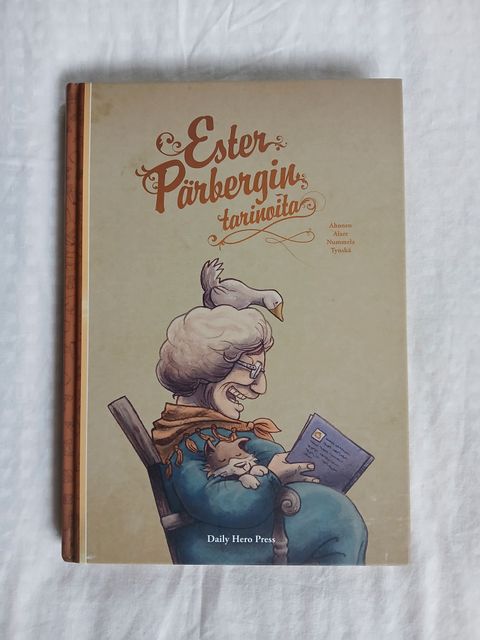 Ester
Pärbergin
tarinoita
Ahonen
Alare
Nummela
Tynskä
Daily Hero Press